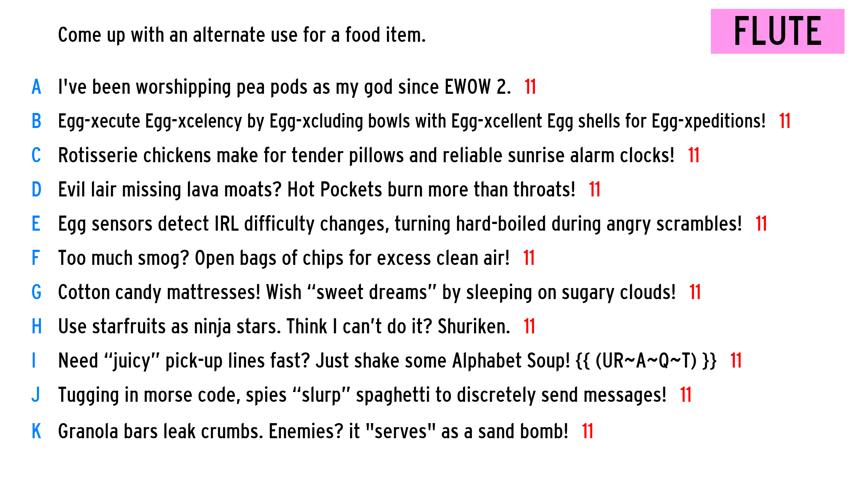 Come up with an alternate use for a food item.
FLUTE
A I've been worshipping pea pods as my god since EWOW 2. 11
B Egg-xecute Egg-xcelency by Egg-xcluding bowls with Egg-xcellent Egg shells for Egg-xpeditions! 11
C Rotisserie chickens make for tender pillows and reliable sunrise alarm clocks! 11
D Evil lair missing lava moats? Hot Pockets burn more than throats! 11
E Egg sensors detect IRL difficulty changes, turning hard-boiled during angry scrambles! 11
F Too much smog? Open bags of chips for excess clean air! 11
G Cotton candy mattresses! Wish “sweet dreams” by sleeping on sugary clouds! 11
H Use starfruits as ninja stars. Think I can’t do it? Shuriken. 11
I Need “juicy” pick-up lines fast? Just shake some Alphabet Soup! {{ (UR~A~Q~T) }} 11
J Tugging in morse code, spies “slurp” spaghetti to discretely send messages! 11
K Granola bars leak crumbs. Enemies? it "serves" as a sand bomb! 11